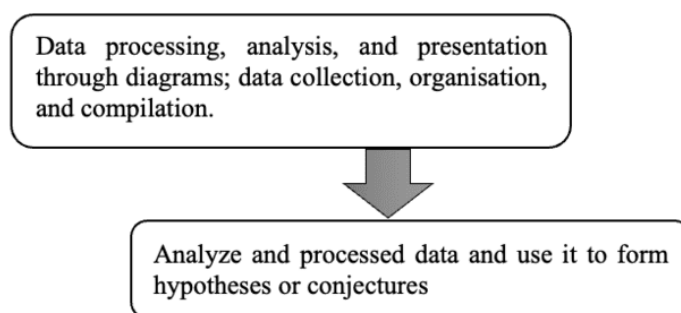 Data processing, analysis, and presentation
through diagrams; data collection, organisation,
and compilation.
Analyze and processed data and use it to form
hypotheses or conjectures